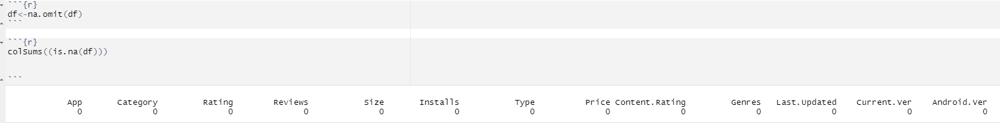 ```{r}
df<-na.omit(df)
```
```{r}
colSums((is.na(df)))
```
App Category Rating Reviews Size Installs Type Price Content.Rating Genres Last.Updated Current.Ver Android.Ver
0 0 0 0 0 0 0 0 0 0 0 0 0